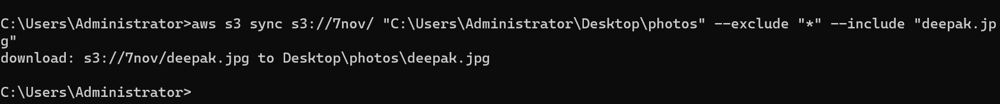 C:\Users\Administrator>aws s3 sync s3://7nov/ "C:\Users\Administrator\Desktop\photos" --exclude "*" --include "deepak.jp
g"
download: s3://7nov/deepak.jpg to Desktop\photos\deepak.jpg
C:\Users\Administrator>